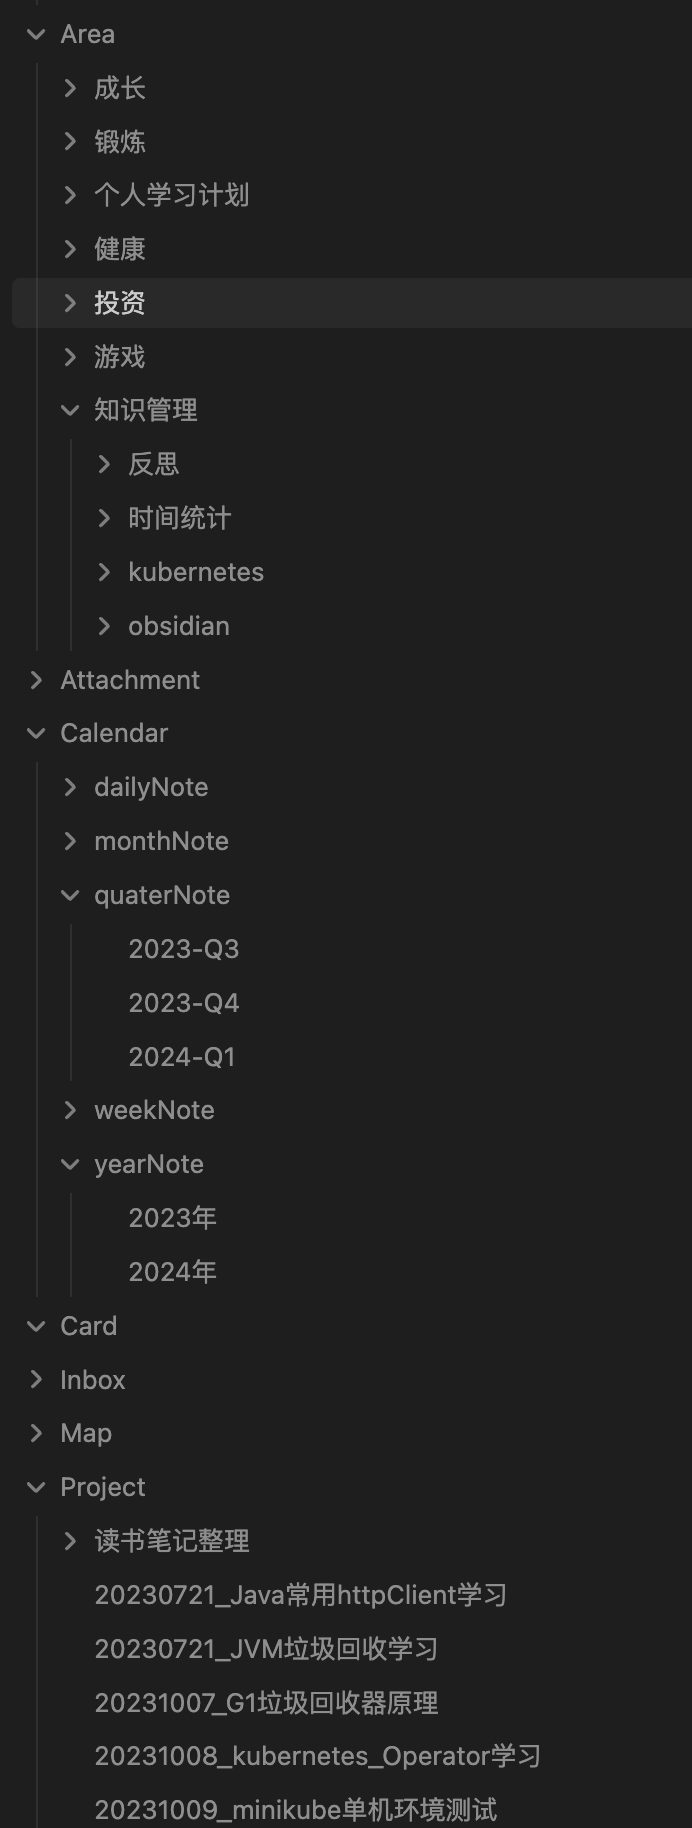 Area
成长
锻炼
个人学习计划
健康
投资
游戏
知识管理
反思
时间统计
kubernetes
obsidian
Attachment
Calendar
dailyNote
monthNote
quaterNote
2023-Q3
2023-Q4
2024-Q1
weekNote
yearNote
2023年
2024年
Card
Inbox
Map
Project
读书笔记整理
20230721_Java常用httpClient学习
20230721_JVM垃圾回收学习
20231007_G1垃圾回收器原理
20231008_kubernetes_Operator学习
20231009_minikube单机环境测试